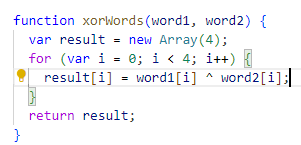 function xorWords(word1, word2) {
  var result = new Array(4);
  for (var i = 0; i < 4; i++) {
    result[i] = word1[i] ^ word2[i];
  }
  return result;
}